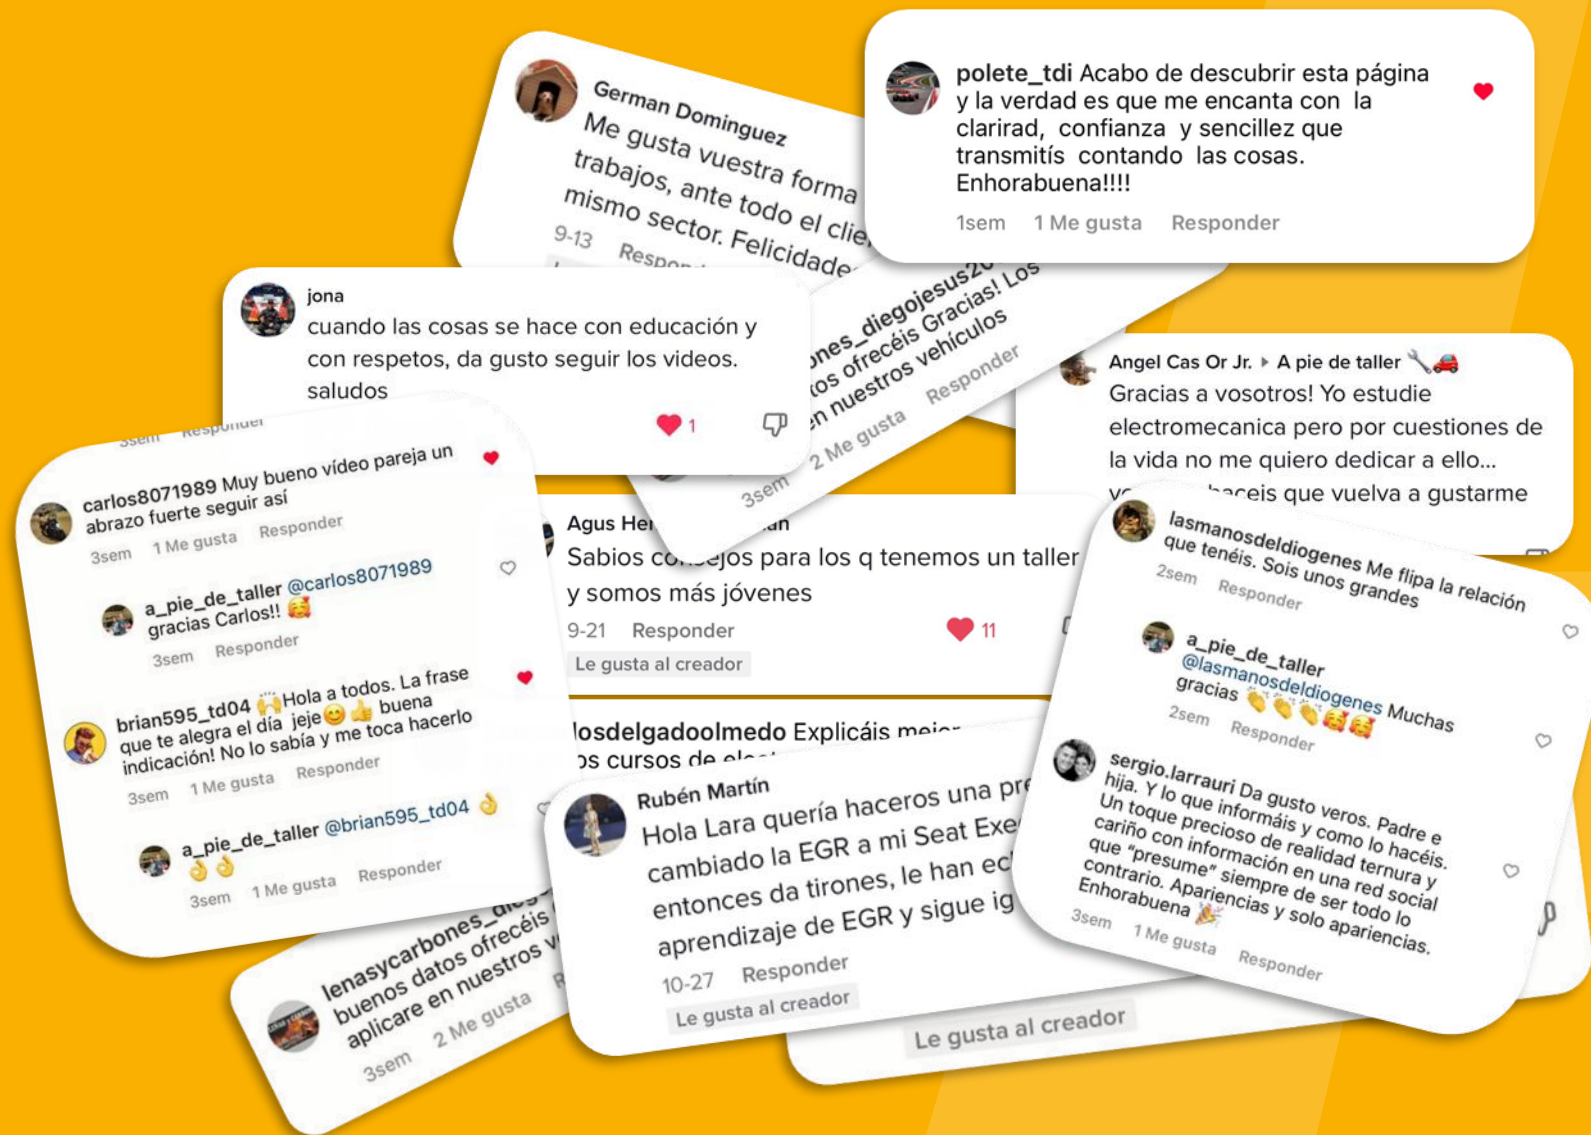 German Dominguez
Me gusta vuestra forma
trabajos, ante todo el
mismo sector.
9-13
polete_tdi Acabo de descubrir esta página
y la verdad es que me encanta con la
clarirad, confianza y sencillez que
transmitís contando las cosas.
Enhorabuena!!!!
1sem 1 Me gusta Responder
jona
cuando las cosas se hace con educación y
con respetos, da gusto seguir los videos.
saludos
1
ofrecéis Gracias! Los
en nuestros vehículos
3sem 2 Me gusta Responder
Angel Cas Or Jr. ▸ A pie de taller 🔧🚗
Gracias a vosotros! Yo estudie
electromecanica pero por cuestiones de
la vida no me quiero dedicar a ello...
haceis que vuelva a gustarme
3sem Responder
carlos8071989 Muy bueno vídeo pareja un
abrazo fuerte seguir así
3sem 1 Me gusta Responder
a_pie_de_taller @carlos8071989
gracias Carlos!! 🥰
3sem Responder
brian595_td04 🙌Hola a todos. La frase
que te alegra el día jeje😊👍 buena
indicación! No lo sabía y me toca hacerlo
3sem 1 Me gusta Responder
a_pie_de_taller @brian595_td04 👌
👌👌
3sem 1 Me gusta Responder
Agus
Sabios consejos para los q tenemos un taller
y somos más jóvenes
9-21 Responder
11
Le gusta al creador
lasmanosdeldiogenes Me flipa la relación
que tenéis. Sois unos grandes
2sem Responder
a_pie_de_taller
@lasmanosdeldiogenes Muchas
gracias 👏👏👏🥰🥰
2sem Responder
sergio.larrauri Da gusto veros. Padre e
hija. Y lo que informáis y como lo hacéis.
Un toque precioso de realidad ternura y
cariño con información en una red social
que “presume” siempre de ser todo lo
contrario. Apariencias y solo apariencias.
Enhorabuena 🎉
3sem 1 Me gusta Responder
losdelgadoolmedo Explicáis mejor
cursos de
Rubén Martín
Hola Lara quería haceros una
cambiado la EGR a mi Seat
entonces da tirones, le han
aprendizaje de EGR y sigue
10-27 Responder
Le gusta al creador
lenasycarbones
buenos datos ofrecéis
aplicare en nuestros
3sem 2 Me gusta
Le gusta al creador